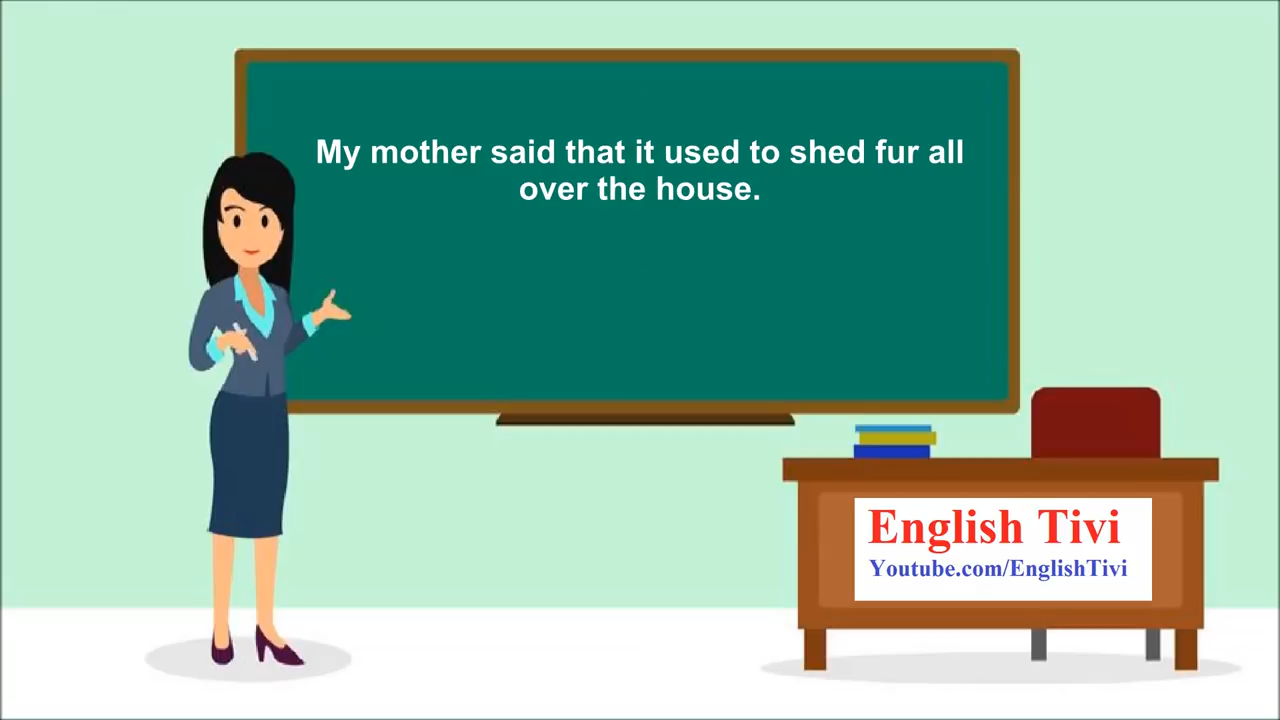 My mother said that it used to shed fur all
over the house.
English Tivi
Youtube.com/EnglishTivi